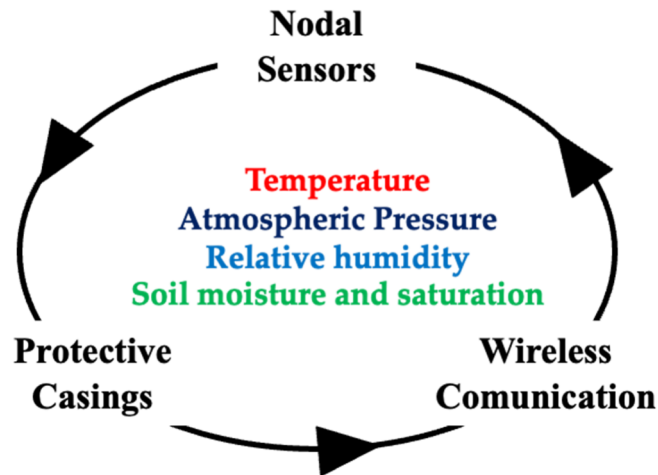 Nodal
Sensors
Temperature
Atmospheric Pressure
Relative humidity
Soil moisture and saturation
Protective
Casings
Wireless
Comunication